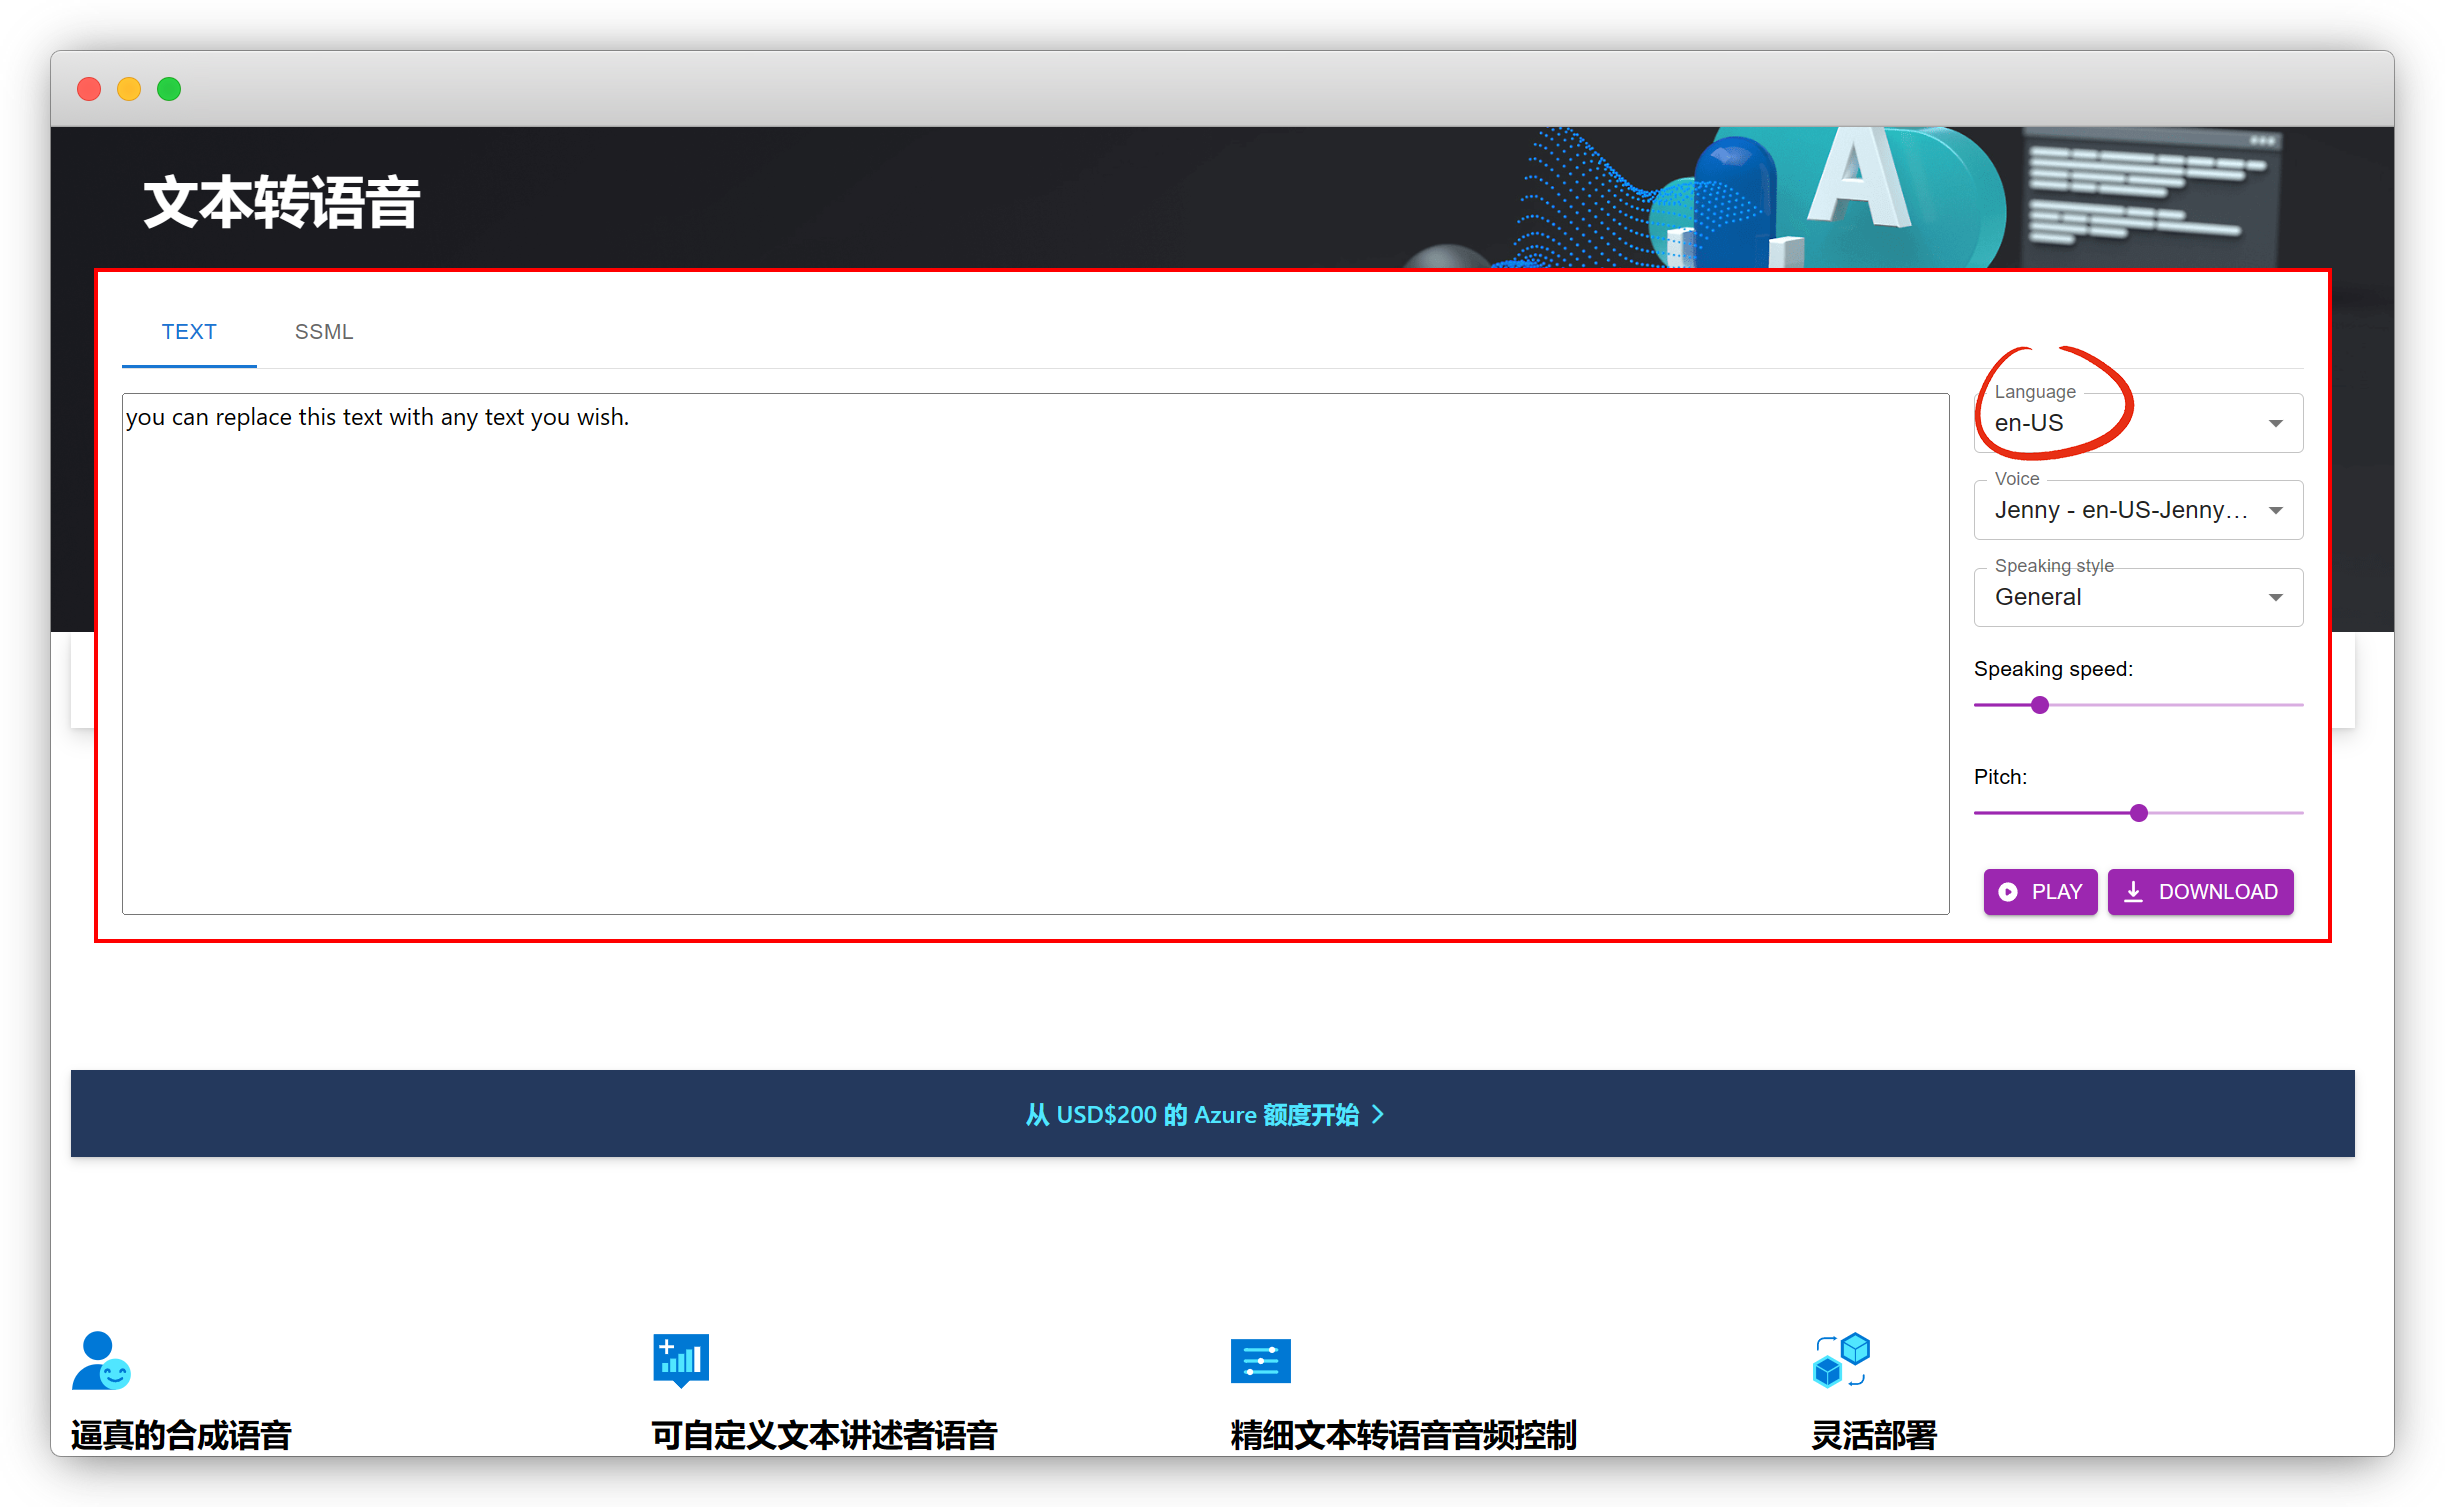 文本转语音
A
TEXT SSML
you can replace this text with any text you wish.
Language
en-US
Voice
Jenny - en-US-Jenny...
Speaking style
General
Speaking speed:
Pitch:
PLAY DOWNLOAD
从 USD$200 的 Azure 额度开始
逼真的合成语音
可自定义文本讲述者语音
精细文本转语音音频控制
灵活部署